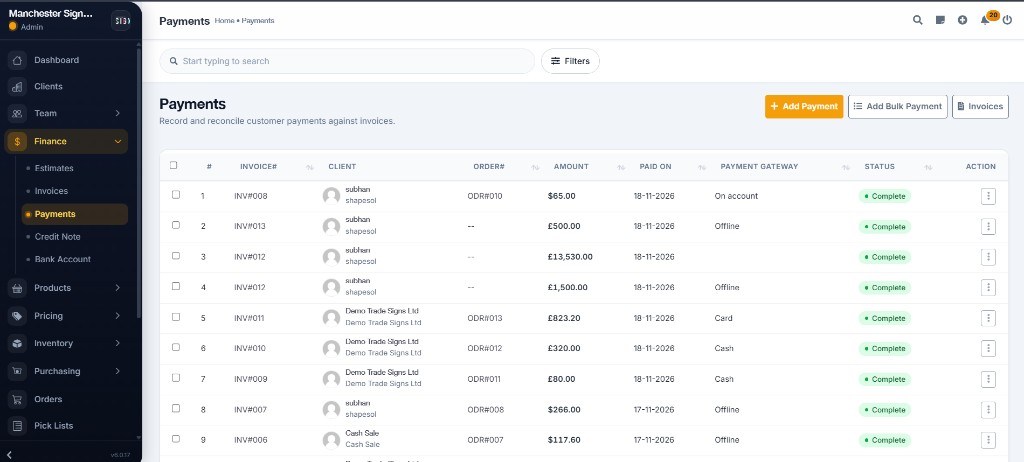 Manchester Sign...
Admin
SIGN
Dashboard
Clients
Team
Finance
Estimates
Invoices
Payments
Credit Note
Bank Account
Products
Pricing
Inventory
Purchasing
Orders
Pick Lists
v6.0.17
Payments Home • Payments
20
Start typing to search
Filters
Payments
Record and reconcile customer payments against invoices.
+ Add Payment
Add Bulk Payment
Invoices
# INVOICE# CLIENT ORDER# AMOUNT PAID ON PAYMENT GATEWAY STATUS ACTION
1 INV#008 subhan shapesol ODR#010 $65.00 18-11-2026 On account Complete
2 INV#013 subhan shapesol -- £500.00 18-11-2026 Offline Complete
3 INV#012 subhan shapesol -- £13,530.00 18-11-2026 Complete
4 INV#012 subhan shapesol -- £1,500.00 18-11-2026 Offline Complete
5 INV#011 Demo Trade Signs Ltd Demo Trade Signs Ltd ODR#013 £823.20 18-11-2026 Card Complete
6 INV#010 Demo Trade Signs Ltd Demo Trade Signs Ltd ODR#012 £320.00 18-11-2026 Cash Complete
7 INV#009 Demo Trade Signs Ltd Demo Trade Signs Ltd ODR#011 £80.00 18-11-2026 Cash Complete
8 INV#007 subhan shapesol ODR#008 $266.00 17-11-2026 Offline Complete
9 INV#006 Cash Sale Cash Sale ODR#007 $117.60 17-11-2026 Offline Complete